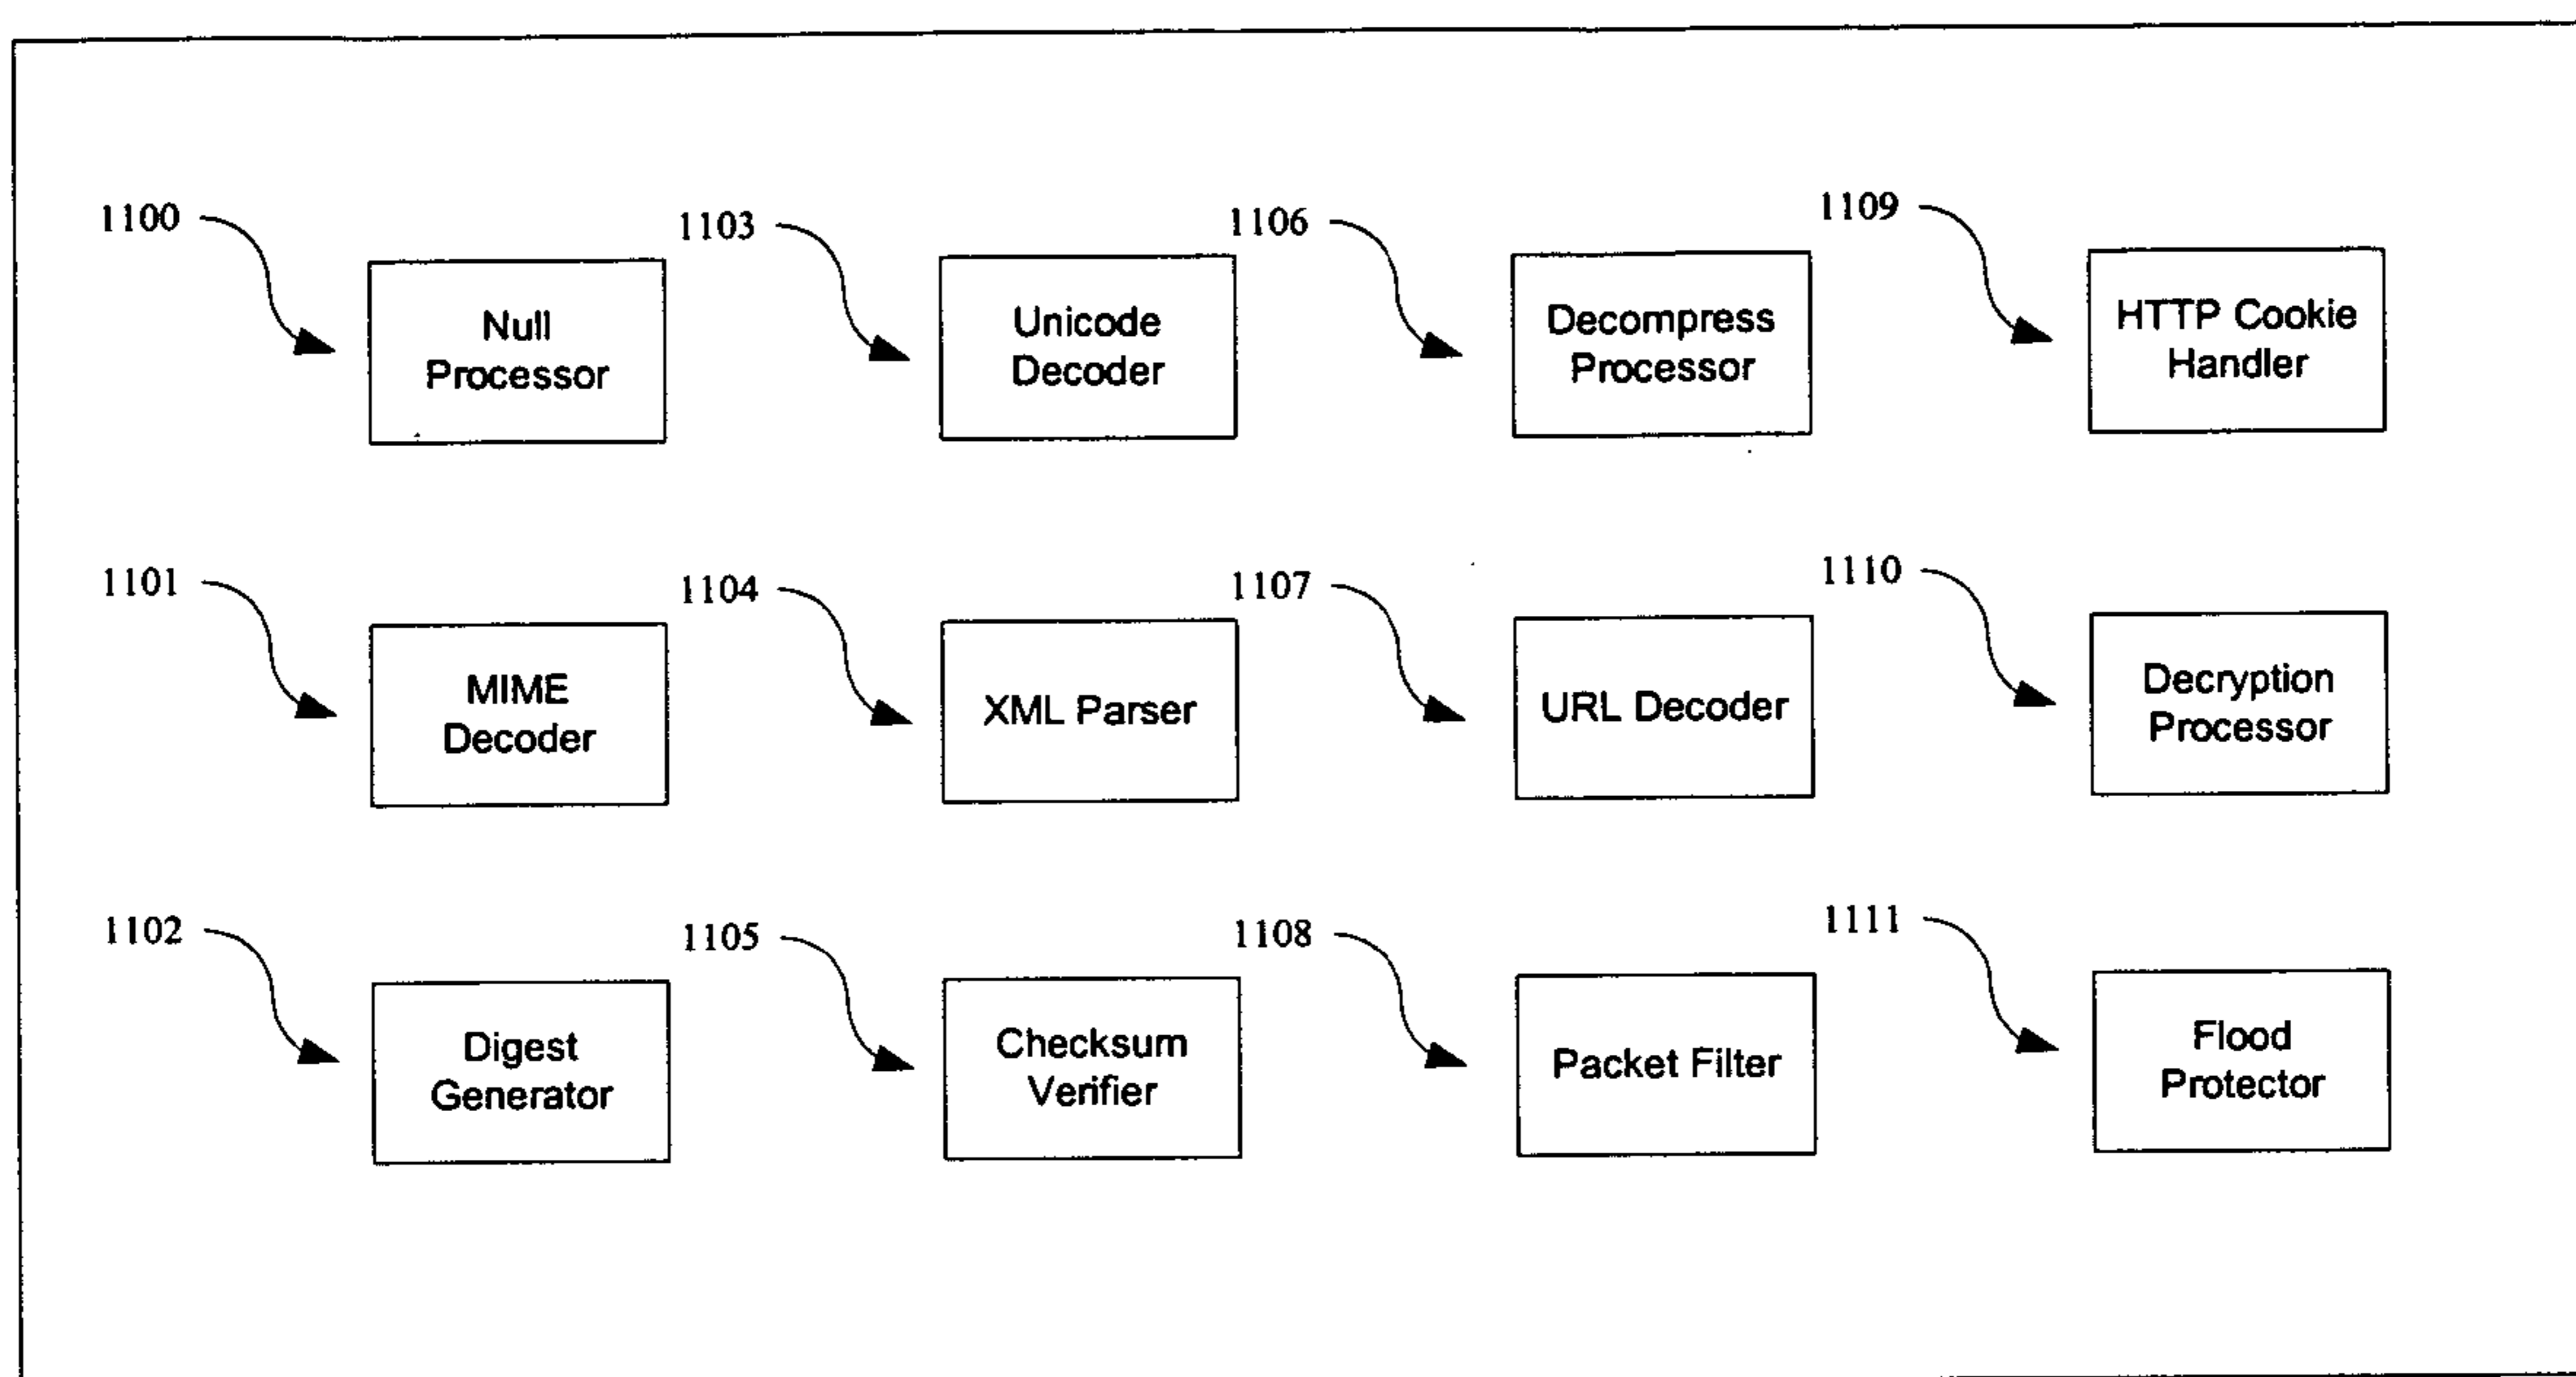 1100
Null
Processor
1103
Unicode
Decoder
1106
Decompress
Processor
1109
HTTP Cookie
Handler
1101
MIME
Decoder
1104
XML Parser
1107
URL Decoder
1110
Decryption
Processor
1102
Digest
Generator
1105
Checksum
Verifier
1108
Packet Filter
1111
Flood
Protector